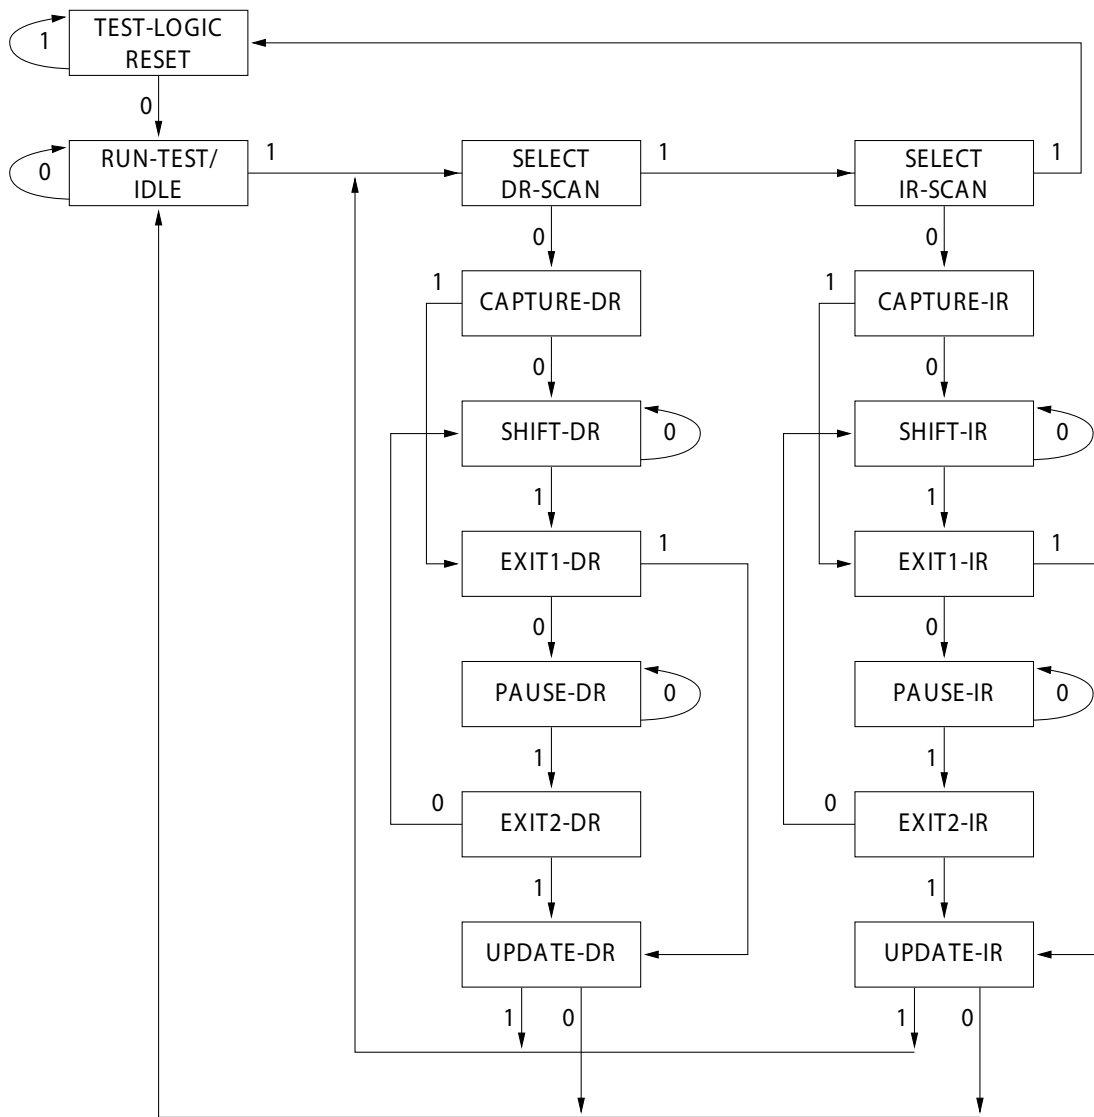 TEST-LOGIC
RESET
1
0
RUN-TEST/
IDLE
0
1
SELECT
DR-SCAN
1
SELECT
IR-SCAN
1
0
0
1
CAPTURE-DR
1
CAPTURE-IR
0
0
SHIFT-DR
0
SHIFT-IR
0
1
1
EXIT1-DR
1
EXIT1-IR
1
0
0
PAUSE-DR
0
PAUSE-IR
0
1
1
0
EXIT2-DR
0
EXIT2-IR
1
1
UPDATE-DR
UPDATE-IR
1
0
1
0